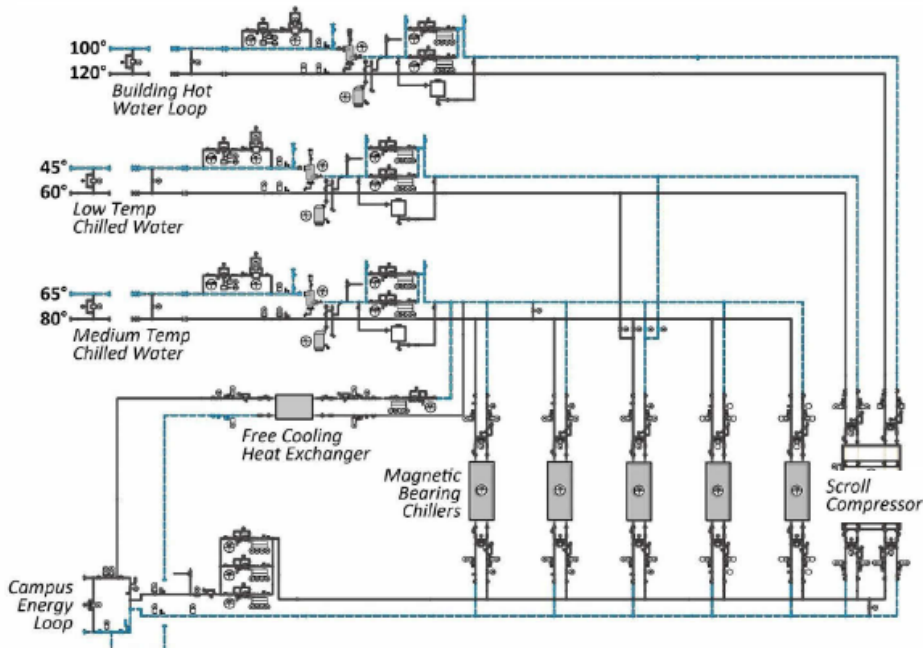 100°
120°
Building Hot
Water Loop
45°
60°
Low Temp
Chilled Water
65°
80°
Medium Temp
Chilled Water
Free Cooling
Heat Exchanger
Magnetic
Bearing
Chillers
Scroll
Compressor
Campus
Energy
Loop